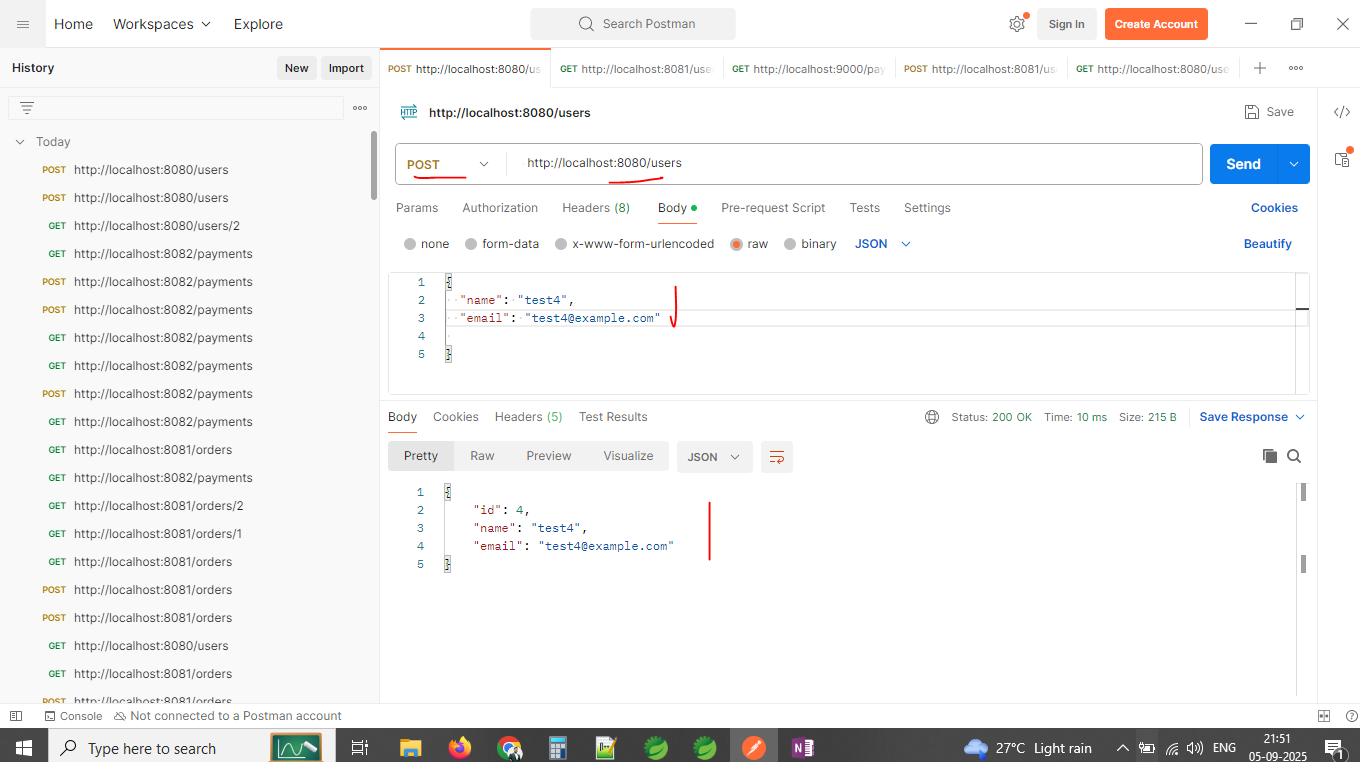 Home Workspaces Explore Search Postman Sign In Create Account
History New Import
POST http://localhost:8080/us GET http://localhost:8081/use GET http://localhost:9000/pay POST http://localhost:8081/us GET http://localhost:8080/use
HTTP http://localhost:8080/users Save
Today
POST http://localhost:8080/users
POST http://localhost:8080/users
GET http://localhost:8080/users/2
GET http://localhost:8082/payments
POST http://localhost:8082/payments
POST http://localhost:8082/payments
GET http://localhost:8082/payments
GET http://localhost:8082/payments
POST http://localhost:8082/payments
GET http://localhost:8082/payments
GET http://localhost:8081/orders
GET http://localhost:8082/payments
GET http://localhost:8081/orders/2
GET http://localhost:8081/orders/1
GET http://localhost:8081/orders
POST http://localhost:8081/orders
POST http://localhost:8081/orders
GET http://localhost:8080/users
GET http://localhost:8081/orders
POST http://localhost:8081/orders
POST http://localhost:8080/users Send
Params Authorization Headers (8) Body Pre-request Script Tests Settings Cookies
none form-data x-www-form-urlencoded raw binary JSON Beautify
1 {
2 "name": "test4",
3 "email": "test4@example.com"
4
5 }
Body Cookies Headers (5) Test Results Status: 200 OK Time: 10 ms Size: 215 B Save Response
Pretty Raw Preview Visualize JSON
1 {
2 "id": 4,
3 "name": "test4",
4 "email": "test4@example.com"
5 }
Console Not connected to a Postman account
Type here to search 27°C Light rain ENG 21:51
05-09-2025 1